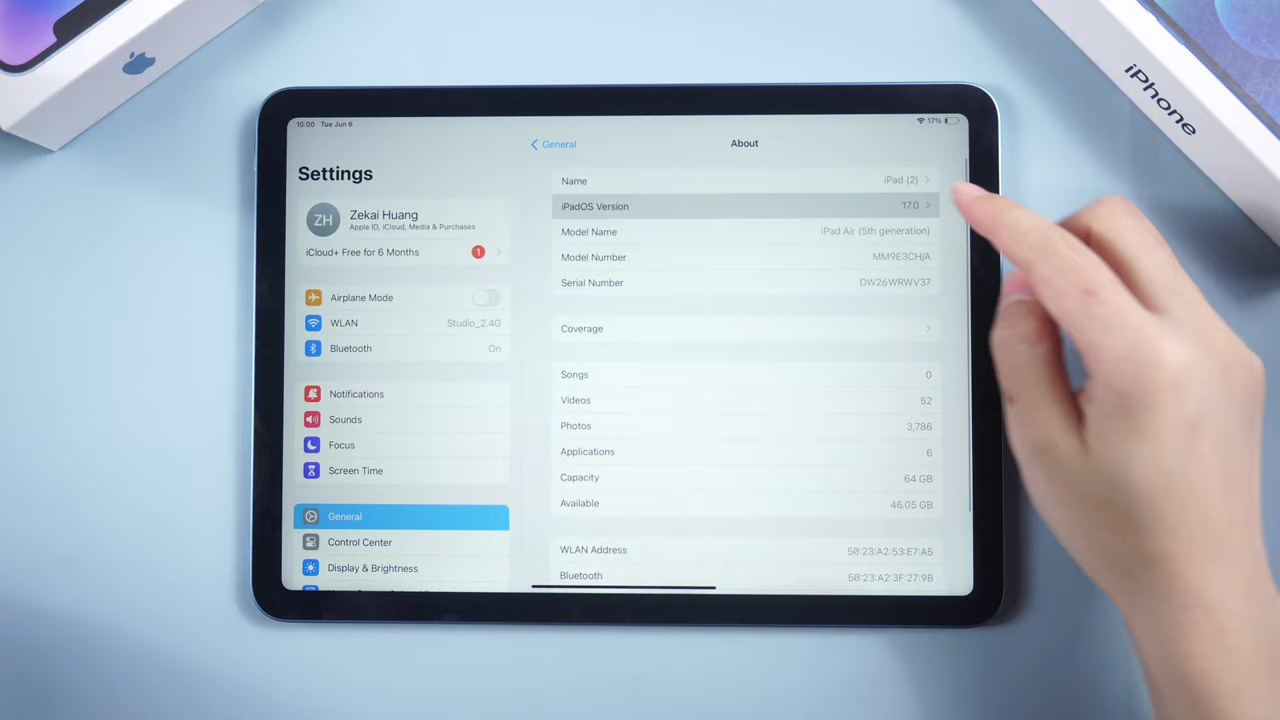 iPhone
10:00 Tue Jun 6
17%
General
About
Settings
ZH
Zekai Huang
Apple ID, iCloud, Media & Purchases
iCloud+ Free for 6 Months 1
Airplane Mode
WLAN Studio_2.4G
Bluetooth On
Notifications
Sounds
Focus
Screen Time
General
Control Center
Display & Brightness
Name iPad (2)
iPadOS Version 17.0
Model Name iPad Air (5th generation)
Model Number MM9E3CH/A
Serial Number DW26WRWV37
Coverage
Songs 0
Videos 52
Photos 3,786
Applications 6
Capacity 64 GB
Available 46.05 GB
WLAN Address 50:23:A2:53:E7:A5
Bluetooth 50:23:A2:3F:27:9B